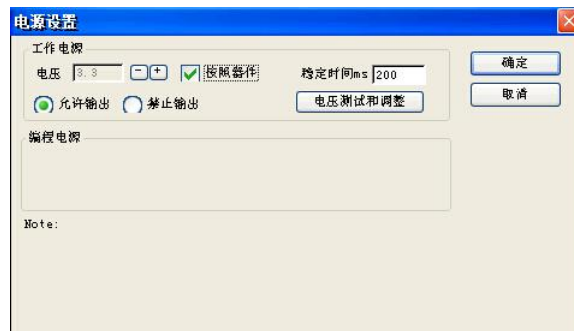 电源设置
工作电源
电压 3.3 - + 按照器件 稳定时间ms 200
允许输出 禁止输出 电压测试和调整
确定
取消
编程电源
Note: